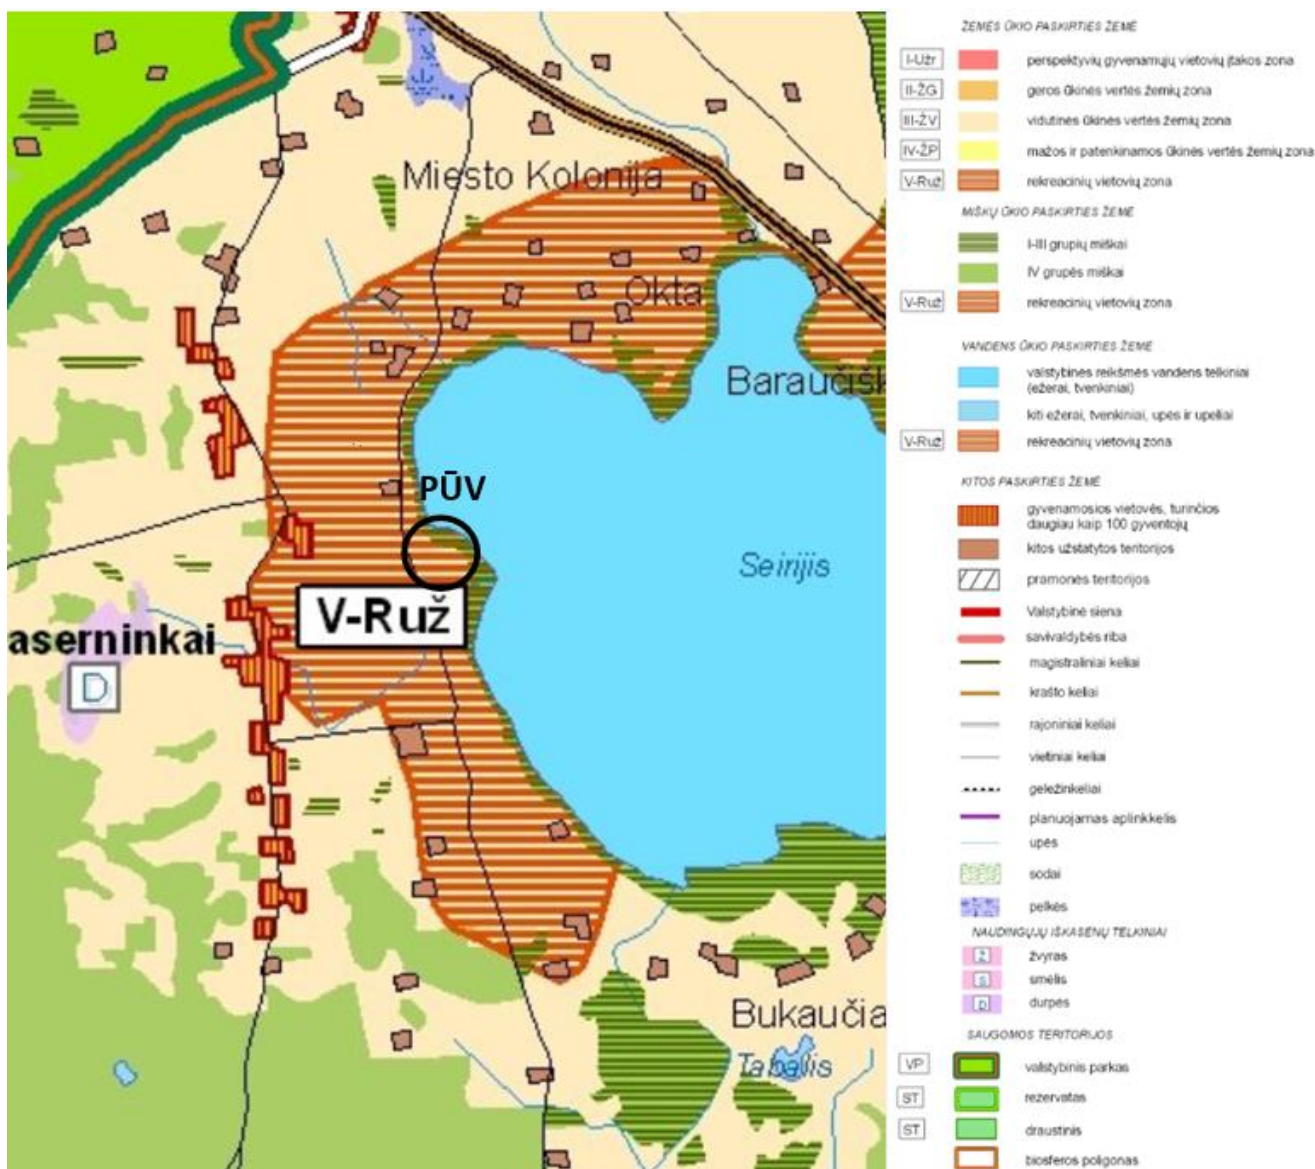 Miesto Kolonija
Okta
Baraučišk
PŪV
Seirijis
V-Ruž
aserninkai
D
Bukaučia
Tabalis
ŽEMĖS ŪKIO PASKIRTIES ŽEMĖ
I-Užr perspektyvių gyvenamųjų vietovių įtakos zona
II-ŽG geros ūkinės vertės žemių zona
III-ŽV vidutinės ūkinės vertės žemių zona
IV-ŽP mažos ir patenkinamos ūkinės vertės žemių zona
V-Ruž rekreacinių vietovių zona
MIŠKŲ ŪKIO PASKIRTIES ŽEMĖ
I-III grupių miškai
IV grupės miškai
V-Ruž rekreacinių vietovių zona
VANDENS ŪKIO PASKIRTIES ŽEMĖ
valstybinės reikšmės vandens telkiniai
(ežerai, tvenkiniai)
kiti ežerai, tvenkiniai, upės ir upeliai
V-Ruž rekreacinių vietovių zona
KITOS PASKIRTIES ŽEMĖ
gyvenamosios vietovės, turinčios
daugiau kaip 100 gyventojų
kitos užstatytos teritorijos
pramonės teritorijos
Valstybinė siena
savivaldybės riba
magistraliniai keliai
krašto keliai
rajoniniai keliai
vietiniai keliai
geležinkeliai
planuojamas aplinkkelis
upės
sodai
pelkės
NAUDINGŲJŲ IŠKASENŲ TELKINIAI
Ž žvyras
S smėlis
D durpės
SAUGOMOS TERITORIJOS
VP valstybinis parkas
ST rezervatas
ST draustinis
biosferos poligonas